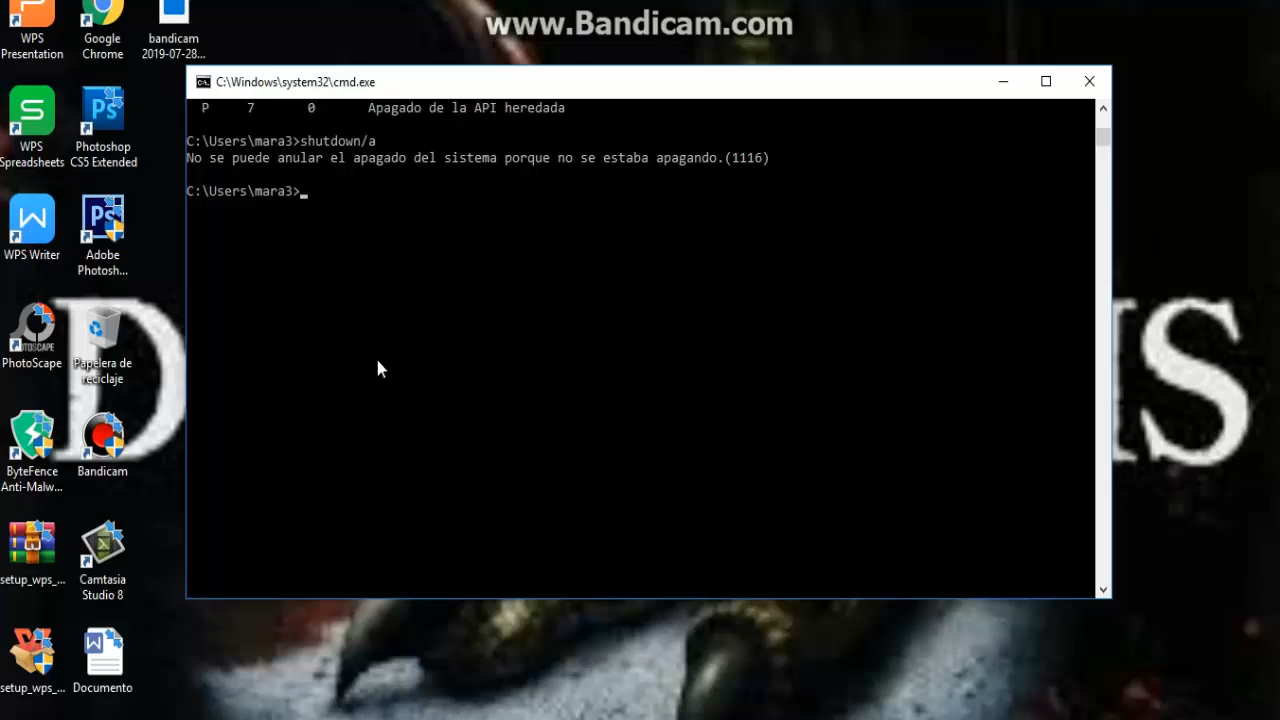 www.Bandicam.com
WPS
Presentation
Google
Chrome
bandicam
2019-07-28...
C:\Windows\system32\cmd.exe
P 7 0 Apagado de la API heredada
C:\Users\mara3>shutdown/a
No se puede anular el apagado del sistema porque no se estaba apagando.(1116)
C:\Users\mara3>_
S
WPS
Spreadsheets
Ps
Photoshop
CS5 Extended
W
WPS Writer
Ps
Adobe
Photosh...
PHOTOSCAPE
PhotoScape
Papelera de
reciclaje
ByteFence
Anti-Malw...
Bandicam
setup_wps_...
Camtasia
Studio 8
setup_wps_...
W
Documento
D
S